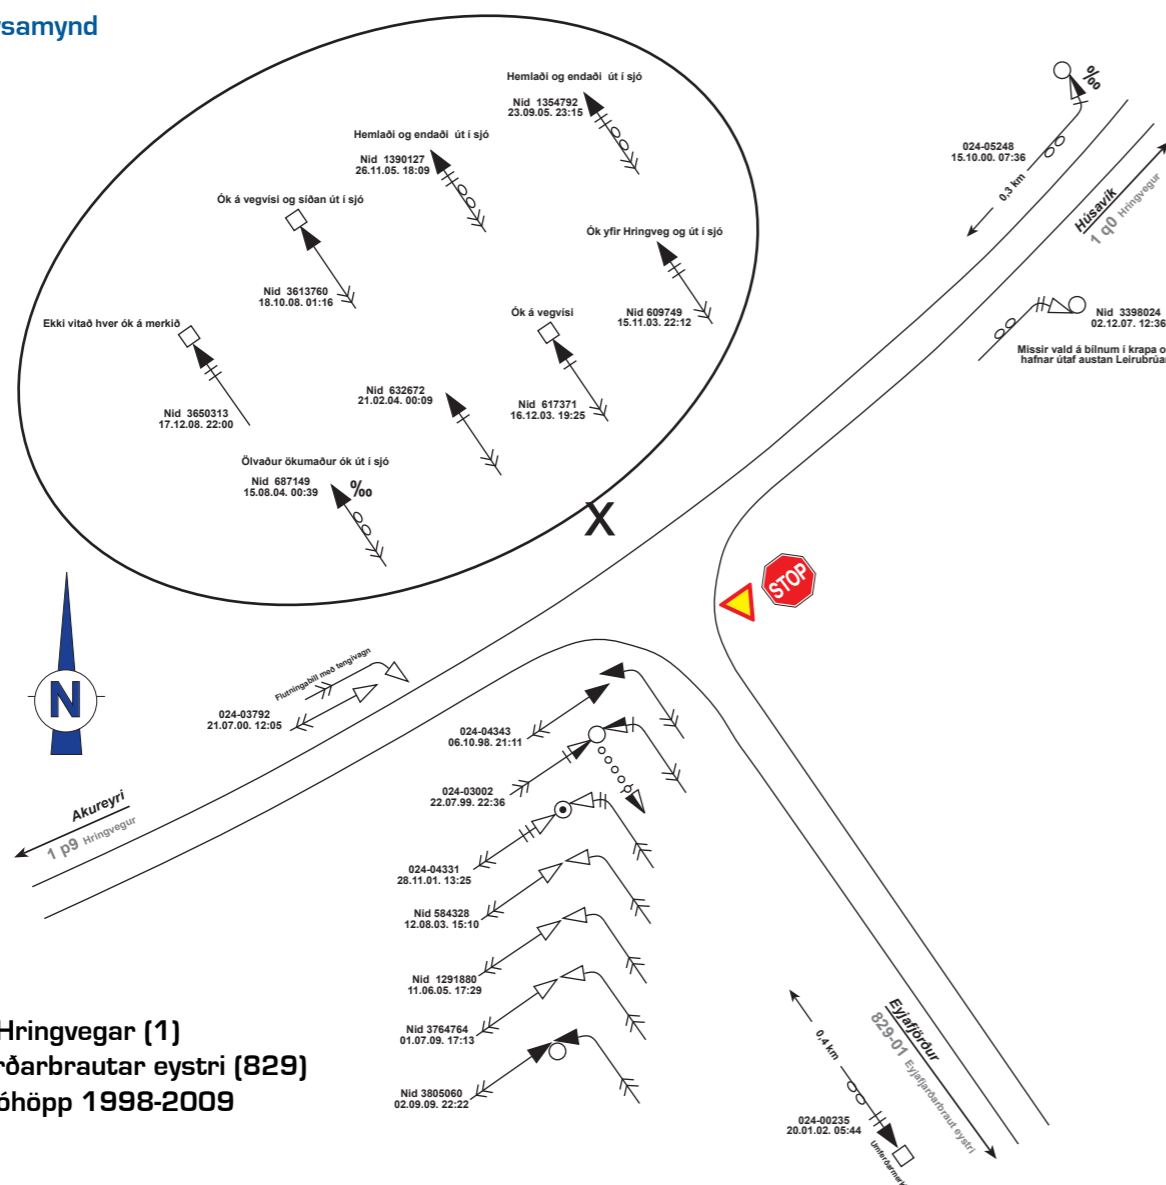 Hemlaði og endaði út í sjó
Nid 1354792
23.09.05. 23:15
Hemlaði og endaði út í sjó
Nid 1390127
26.11.05. 18:09
‰
024-05248
15.10.00. 07:36
0,3 km
Húsavík
1 q0 Hringvegur
Ók á vegvísi og síðan út í sjó
Nid 3613760
18.10.08. 01:16
Ók yfir Hringveg og út í sjó
Nid 609749
15.11.03. 22:12
Ekki vitað hver ók á merkið
Nid 3650313
17.12.08. 22:00
Ók á vegvísi
Nid 617371
16.12.03. 19:25
Nid 632672
21.02.04. 00:09
Nid 3398024
02.12.07. 12:36
Missir vald á bílnum í krapa
hafnar útaf austan
Ölvaður ökumaður ók út í sjó
Nid 687149
15.08.04. 00:39
‰
X
STOP
N
Flutningabíll með tengivagn
024-03792
21.07.00. 12:05
024-04343
06.10.98. 21:11
024-03002
22.07.99. 22:36
Akureyri
1 p9 Hringvegur
024-04331
28.11.01. 13:25
Nid 584328
12.08.03. 15:10
Nid 1291880
11.06.05. 17:29
Nid 3764764
01.07.09. 17:13
Nid 3805060
02.09.09. 22:22
0,4 km
024-00235
20.01.02. 05:44
Eyjafjörður
829-01 Eyjafjarðarbraut eystri
Hringvegar (1)
eystri (829)
1998-2009